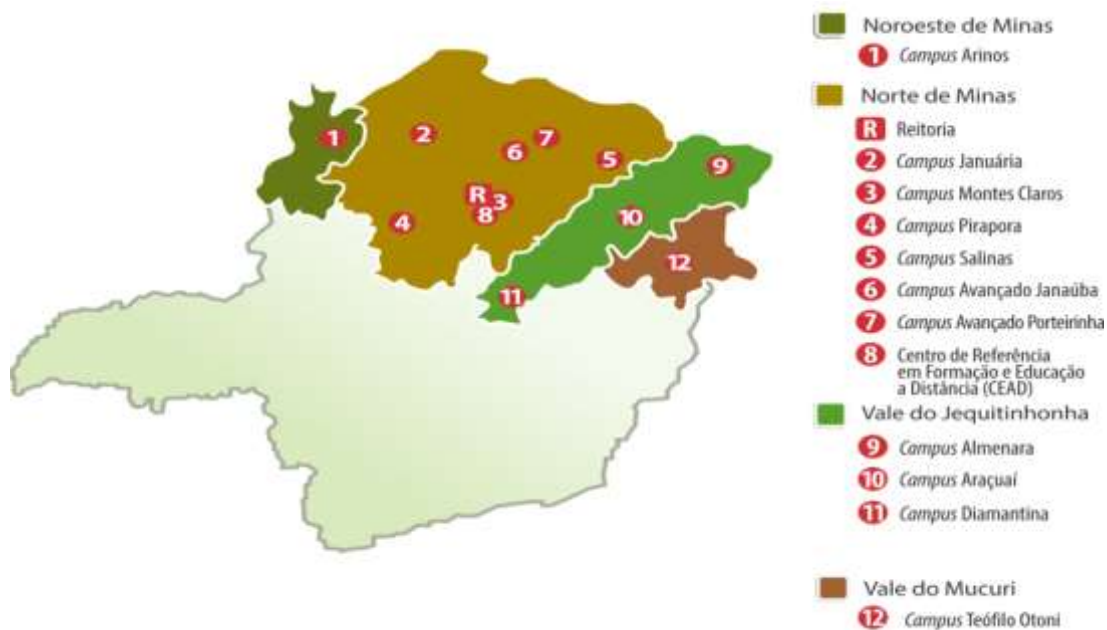 Noroeste de Minas
1 Campus Arinos
Norte de Minas
R Reitoria
2 Campus Januária
3 Campus Montes Claros
4 Campus Pirapora
5 Campus Salinas
6 Campus Avançado Janaúba
7 Campus Avançado Porteirinha
8 Centro de Referência
em Formação e Educação
a Distância (CEAD)
Vale do Jequitinhonha
9 Campus Almenara
10 Campus Araçuaí
11 Campus Diamantina
Vale do Mucuri
12 Campus Teófilo Otoni
1
2
7
6
5
9
R
3
8
4
10
12
11